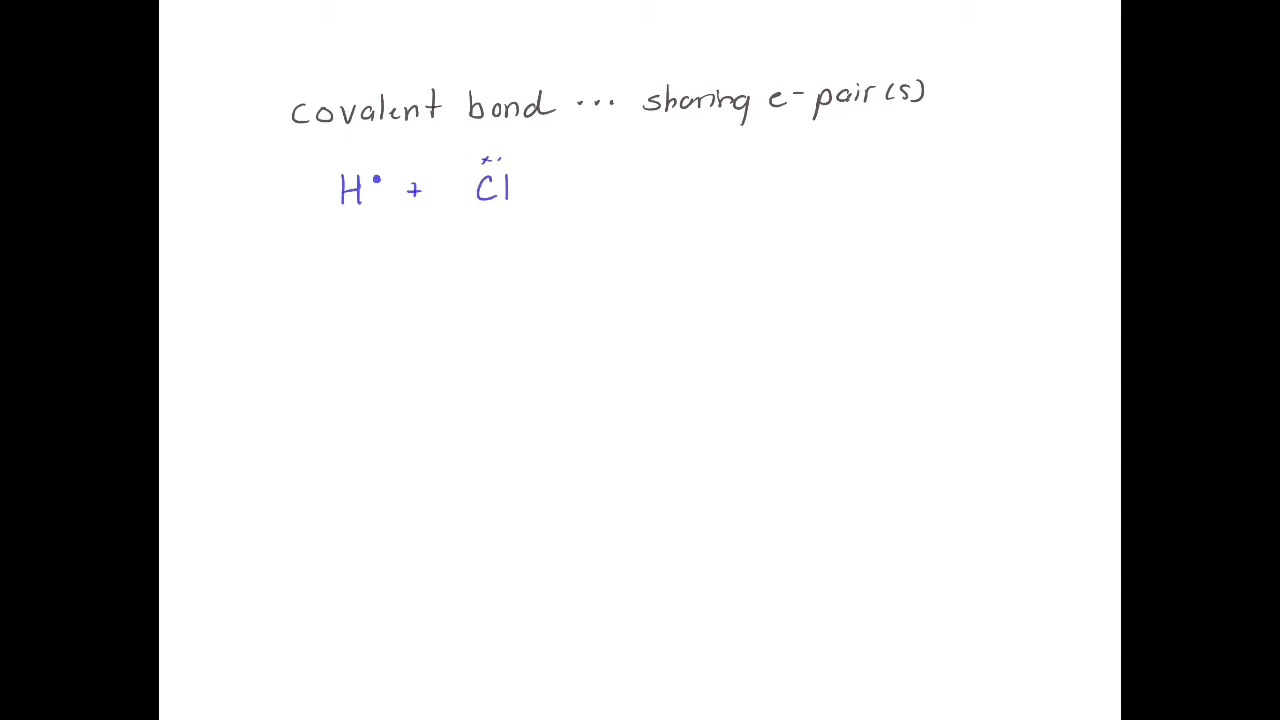 covalent bond ... sharing e- pair(s)
H• + Cl